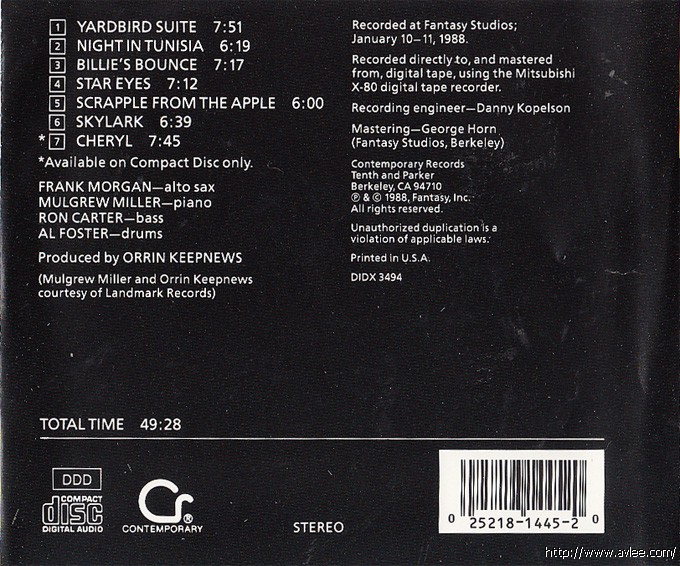 1 YARDBIRD SUITE 7:51
2 NIGHT IN TUNISIA 6:19
3 BILLIE'S BOUNCE 7:17
4 STAR EYES 7:12
5 SCRAPPLE FROM THE APPLE 6:00
6 SKYLARK 6:39
*7 CHERYL 7:45
*Available on Compact Disc only.
FRANK MORGAN—alto sax
MULGREW MILLER—piano
RON CARTER—bass
AL FOSTER—drums
Produced by ORRIN KEEPNEWS
(Mulgrew Miller and Orrin Keepnews
courtesy of Landmark Records)
Recorded at Fantasy Studios;
January 10–11, 1988.
Recorded directly to, and mastered
from, digital tape, using the Mitsubishi
X-80 digital tape recorder.
Recording engineer—Danny Kopelson
Mastering—George Horn
(Fantasy Studios, Berkeley)
Contemporary Records
Tenth and Parker
Berkeley, CA 94710
℗ & © 1988, Fantasy, Inc.
All rights reserved.
Unauthorized duplication is a
violation of applicable laws.
Printed in U.S.A.
DIDX 3494
TOTAL TIME 49:28
DDD
COMPACT
disc
DIGITAL AUDIO
Cr®
CONTEMPORARY
STEREO
0 25218-1445-2 0
http://www.avlee.com/